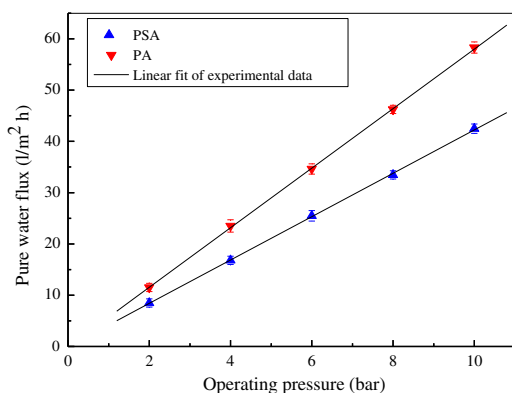 PSA
PA
Linear fit of experimental data
Pure water flux (l/m² h)
60
50
40
30
20
10
0
0 2 4 6 8 10
Operating pressure (bar)